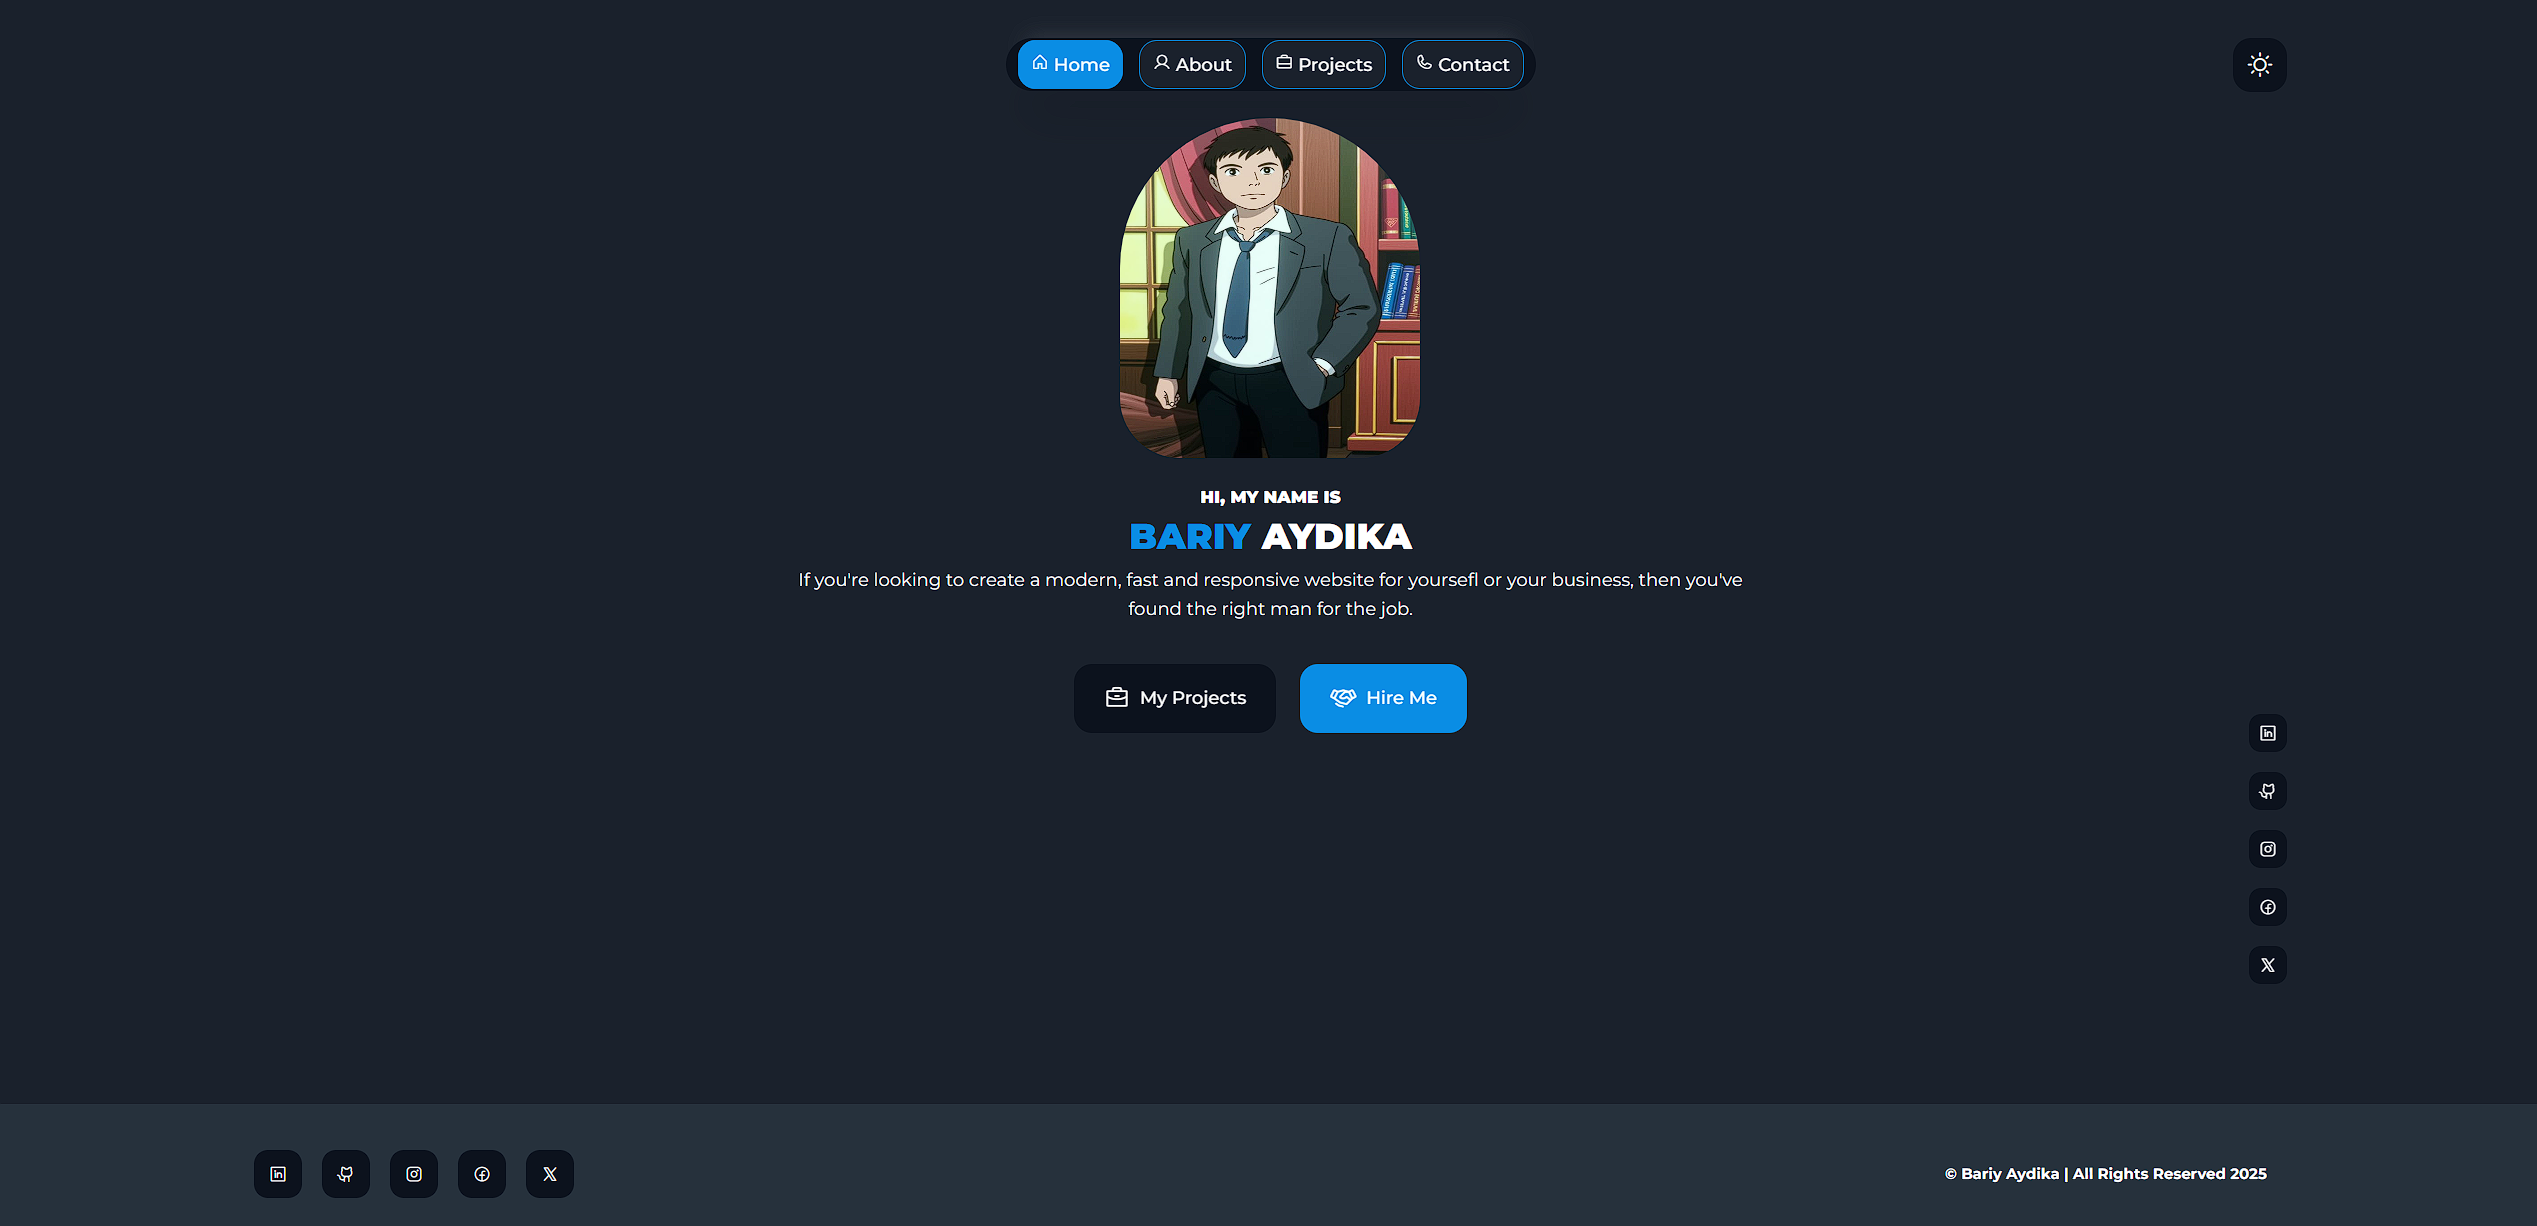 Home
About
Projects
Contact
HI, MY NAME IS
BARIY AYDIKA
If you're looking to create a modern, fast and responsive website for yoursefl or your business, then you've
found the right man for the job.
My Projects
Hire Me
© Bariy Aydika | All Rights Reserved 2025